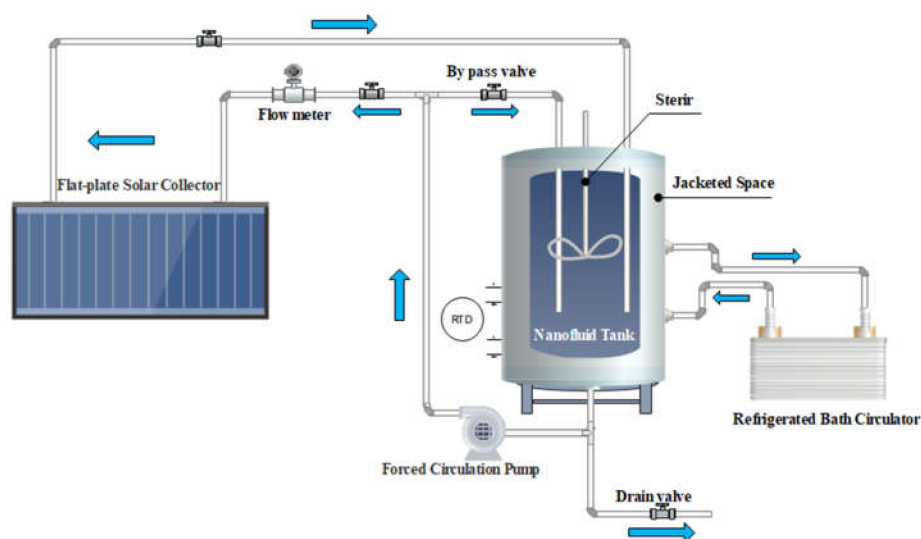 By pass valve
Sterir
Flow meter
Flat-plate Solar Collector
Jacketed Space
RTD
Nanofluid Tank
Refrigerated Bath Circulator
Forced Circulation Pump
Drain valve